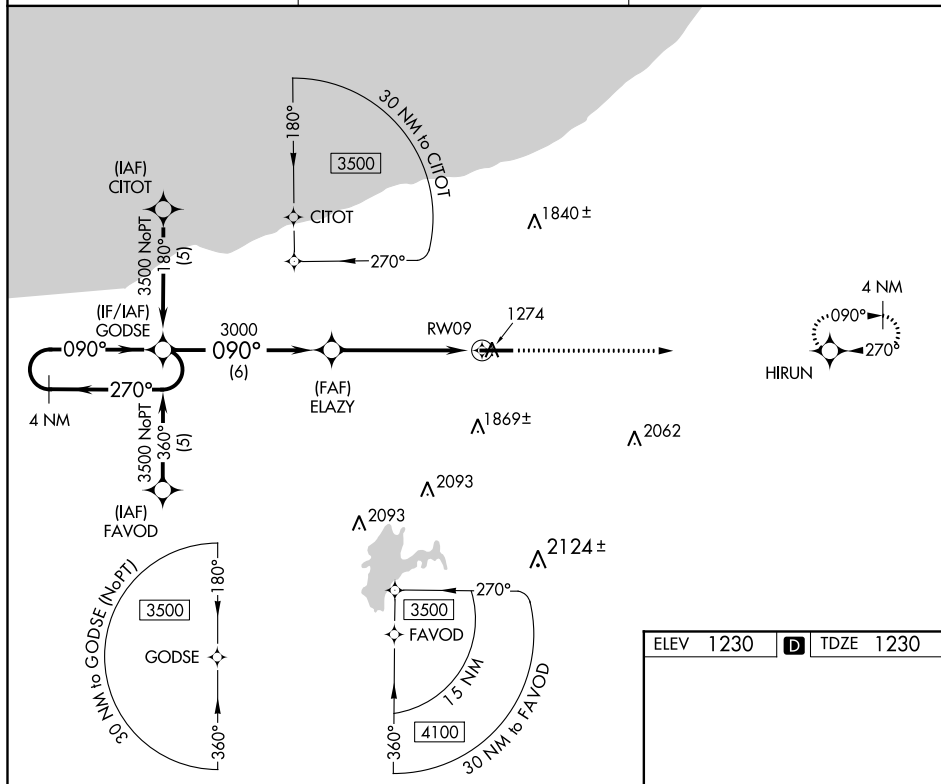 180°
30 NM to CITOT
3500
CITOT
270°
(IAF)
CITOT
3500 NoPT
180°
(5)
1840±
(IF/IAF)
GODSE
3000
090°
(6)
090°
270°
4 NM
RW09
1274
4 NM
090°
270°
HIRUN
(FAF)
ELAZY
3500 NoPT
360°
(5)
(IAF)
FAVOD
1869±
2062
2093
2093
2124±
30 NM to GODSE (NoPT)
180°
3500
GODSE
360°
270°
3500
FAVOD
15 NM
4100
360°
30 NM to FAVOD
ELEV 1230 D TDZE 1230